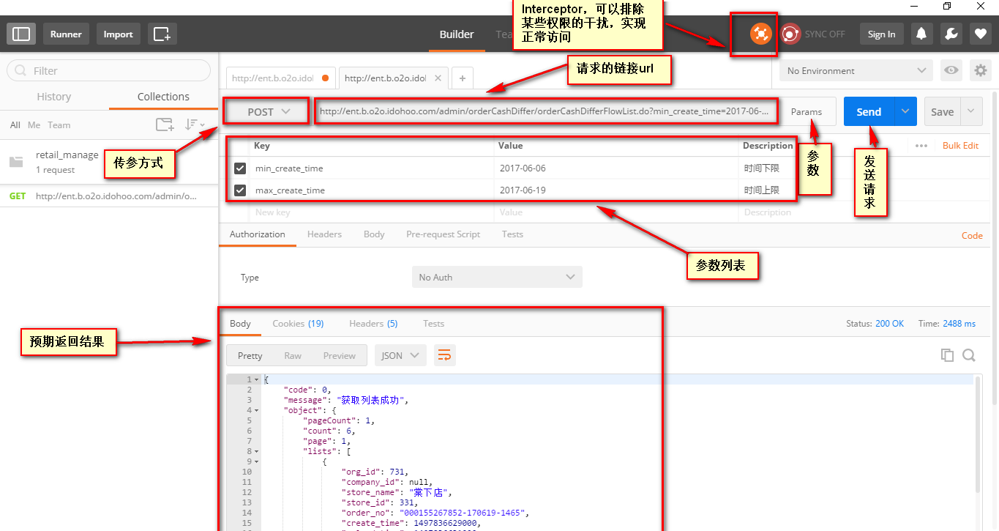 Interceptor，可以排除
某些权限的干扰，实现
正常访问
Runner
Import
Builder
Tea
SYNC OFF
Sign In
Filter
History
Collections
All Me Team
retail_manage
1 request
GET http://ent.b.o2o.idohoo.com/admin/o...
传参方式
http://ent.b.o2o.idol
http://ent.b.o2o.idol
请求的链接url
No Environment
POST
http://ent.b.o2o.idohoo.com/admin/orderCashDiffer/orderCashDifferFlowList.do?min_create_time=2017-06-...
Params
Send
Save
Key Value Description
Bulk Edit
min_create_time 2017-06-06 时间下限
max_create_time 2017-06-19 时间上限
New key Value Description
参数
发送请求
参数列表
Authorization Headers Body Pre-request Script Tests
Code
Type
No Auth
预期返回结果
Body Cookies (19) Headers (5) Tests
Status: 200 OK Time: 2488 ms
Pretty Raw Preview
JSON
1 {
2 "code": 0,
3 "message": "获取列表成功",
4 "object": {
5 "pageCount": 1,
6 "count": 6,
7 "page": 1,
8 "lists": [
9 {
10 "org_id": 731,
11 "company_id": null,
12 "store_name": "棠下店",
13 "store_id": 331,
14 "order_no": "000155267852-170619-1465",
15 "create_time": 1497836629000,